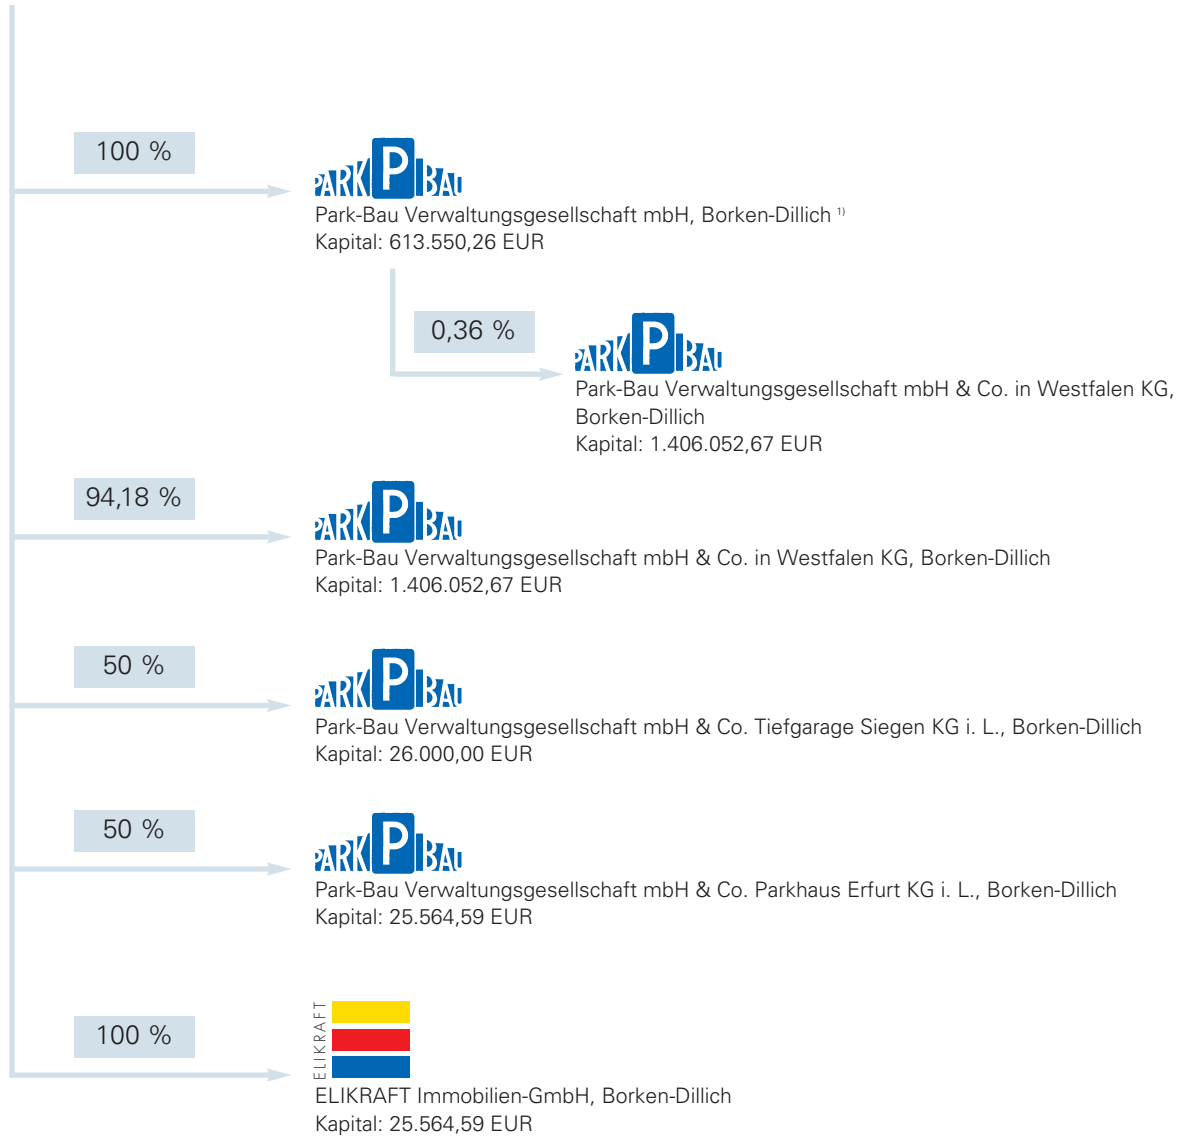 100 %
PARK P BAU
Park-Bau Verwaltungsgesellschaft mbH, Borken-Dillich ¹⁾
Kapital: 613.550,26 EUR
0,36 %
PARK P BAU
Park-Bau Verwaltungsgesellschaft mbH & Co. in Westfalen KG,
Borken-Dillich
Kapital: 1.406.052,67 EUR
94,18 %
PARK P BAU
Park-Bau Verwaltungsgesellschaft mbH & Co. in Westfalen KG, Borken-Dillich
Kapital: 1.406.052,67 EUR
50 %
PARK P BAU
Park-Bau Verwaltungsgesellschaft mbH & Co. Tiefgarage Siegen KG i. L., Borken-Dillich
Kapital: 26.000,00 EUR
50 %
PARK P BAU
Park-Bau Verwaltungsgesellschaft mbH & Co. Parkhaus Erfurt KG i. L., Borken-Dillich
Kapital: 25.564,59 EUR
100 %
ELIKRAFT
ELIKRAFT Immobilien-GmbH, Borken-Dillich
Kapital: 25.564,59 EUR